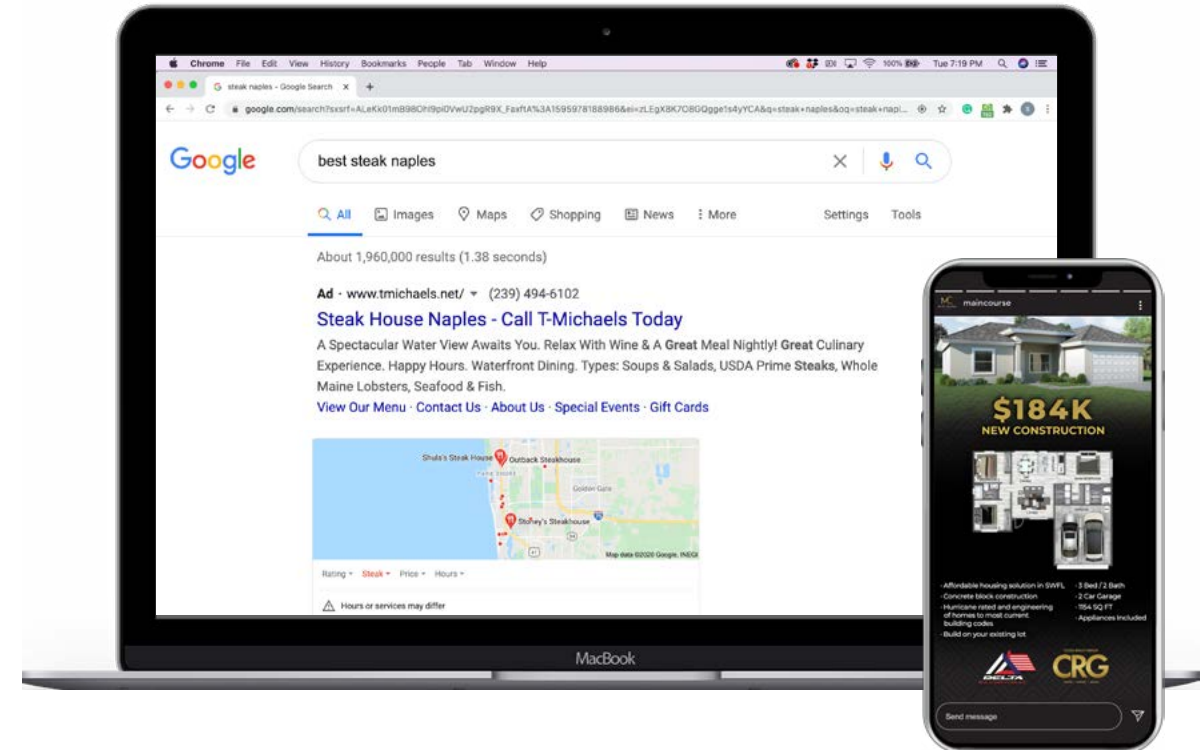 Chrome File Edit View History Bookmarks People Tab Window Help
100% Tue 7:19 PM
steak naples - Google Search
Google
best steak naples
All Images Maps Shopping News More Settings Tools
About 1,960,000 results (1.38 seconds)
Ad · www.tmichaels.net/ (239) 494-6102
Steak House Naples - Call T-Michaels Today
A Spectacular Water View Awaits You. Relax With Wine & A Great Meal Nightly! Great Culinary
Experience. Happy Hours. Waterfront Dining. Types: Soups & Salads, USDA Prime Steaks, Whole
Maine Lobsters, Seafood & Fish.
View Our Menu · Contact Us · About Us · Special Events · Gift Cards
Shula's Steak House
Outback Steakhouse
Golden Gate
Stoney's Steakhouse
Map data ©2020 Google, INEGI
Rating Steak Price Hours
Hours or services may differ
MacBook
MC maincourse
$184K
NEW CONSTRUCTION
- Affordable housing solution in SWFL
- Concrete block construction
- Hurricane rated and engineering
of homes to most current
building codes
- Build on your existing lot
- 3 Bed / 2 Bath
- 2 Car Garage
- 1154 SQ FT
- Appliances Included
DELTA
CRG
Send message